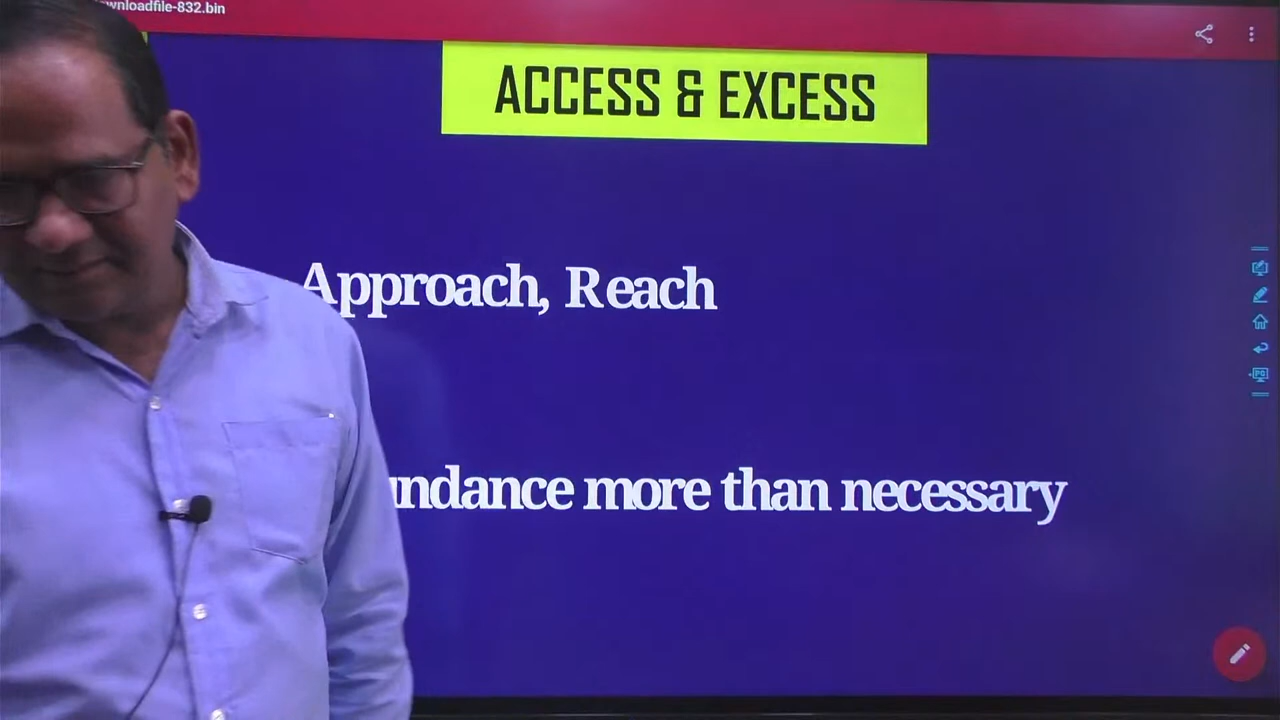 wnloadfile-832.bin
ACCESS & EXCESS
Approach, Reach
undance more than necessary